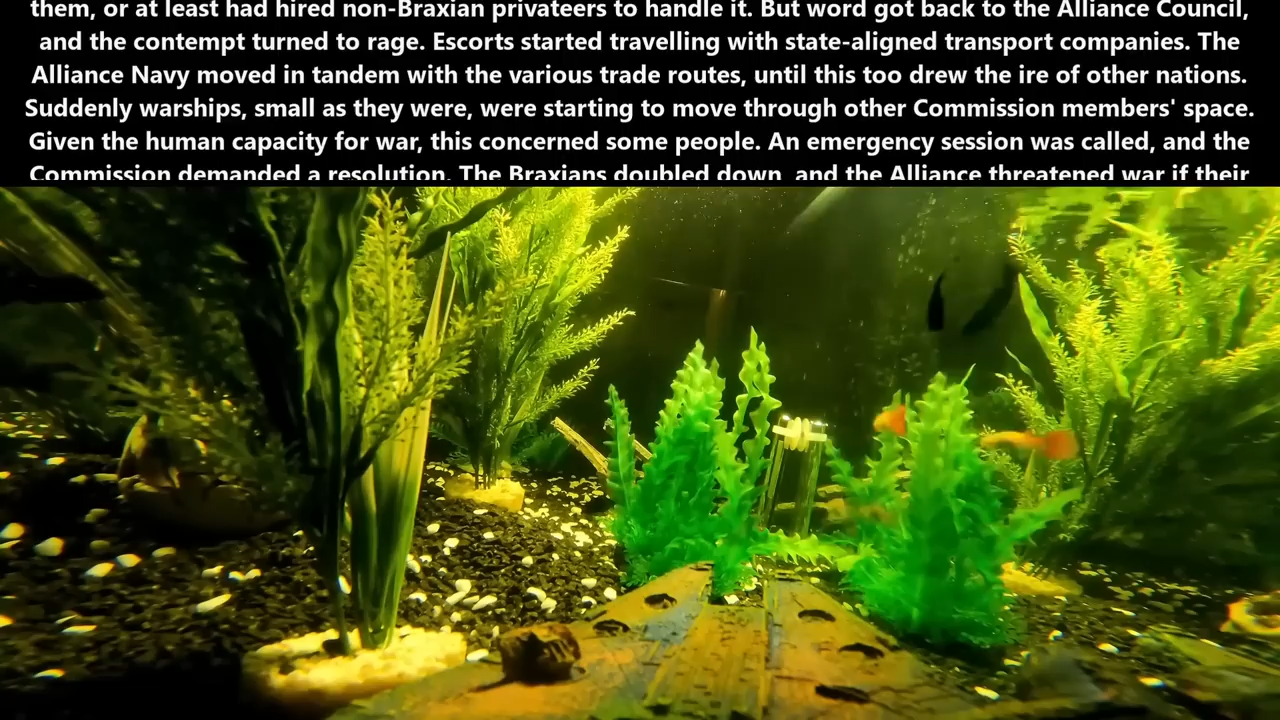 them, or at least had hired non-Braxian privateers to handle it. But word got back to the Alliance Council,
and the contempt turned to rage. Escorts started travelling with state-aligned transport companies. The
Alliance Navy moved in tandem with the various trade routes, until this too drew the ire of other nations.
Suddenly warships, small as they were, were starting to move through other Commission members' space.
Given the human capacity for war, this concerned some people. An emergency session was called, and the
Commission demanded a resolution. The Braxians doubled down, and the Alliance threatened war if their